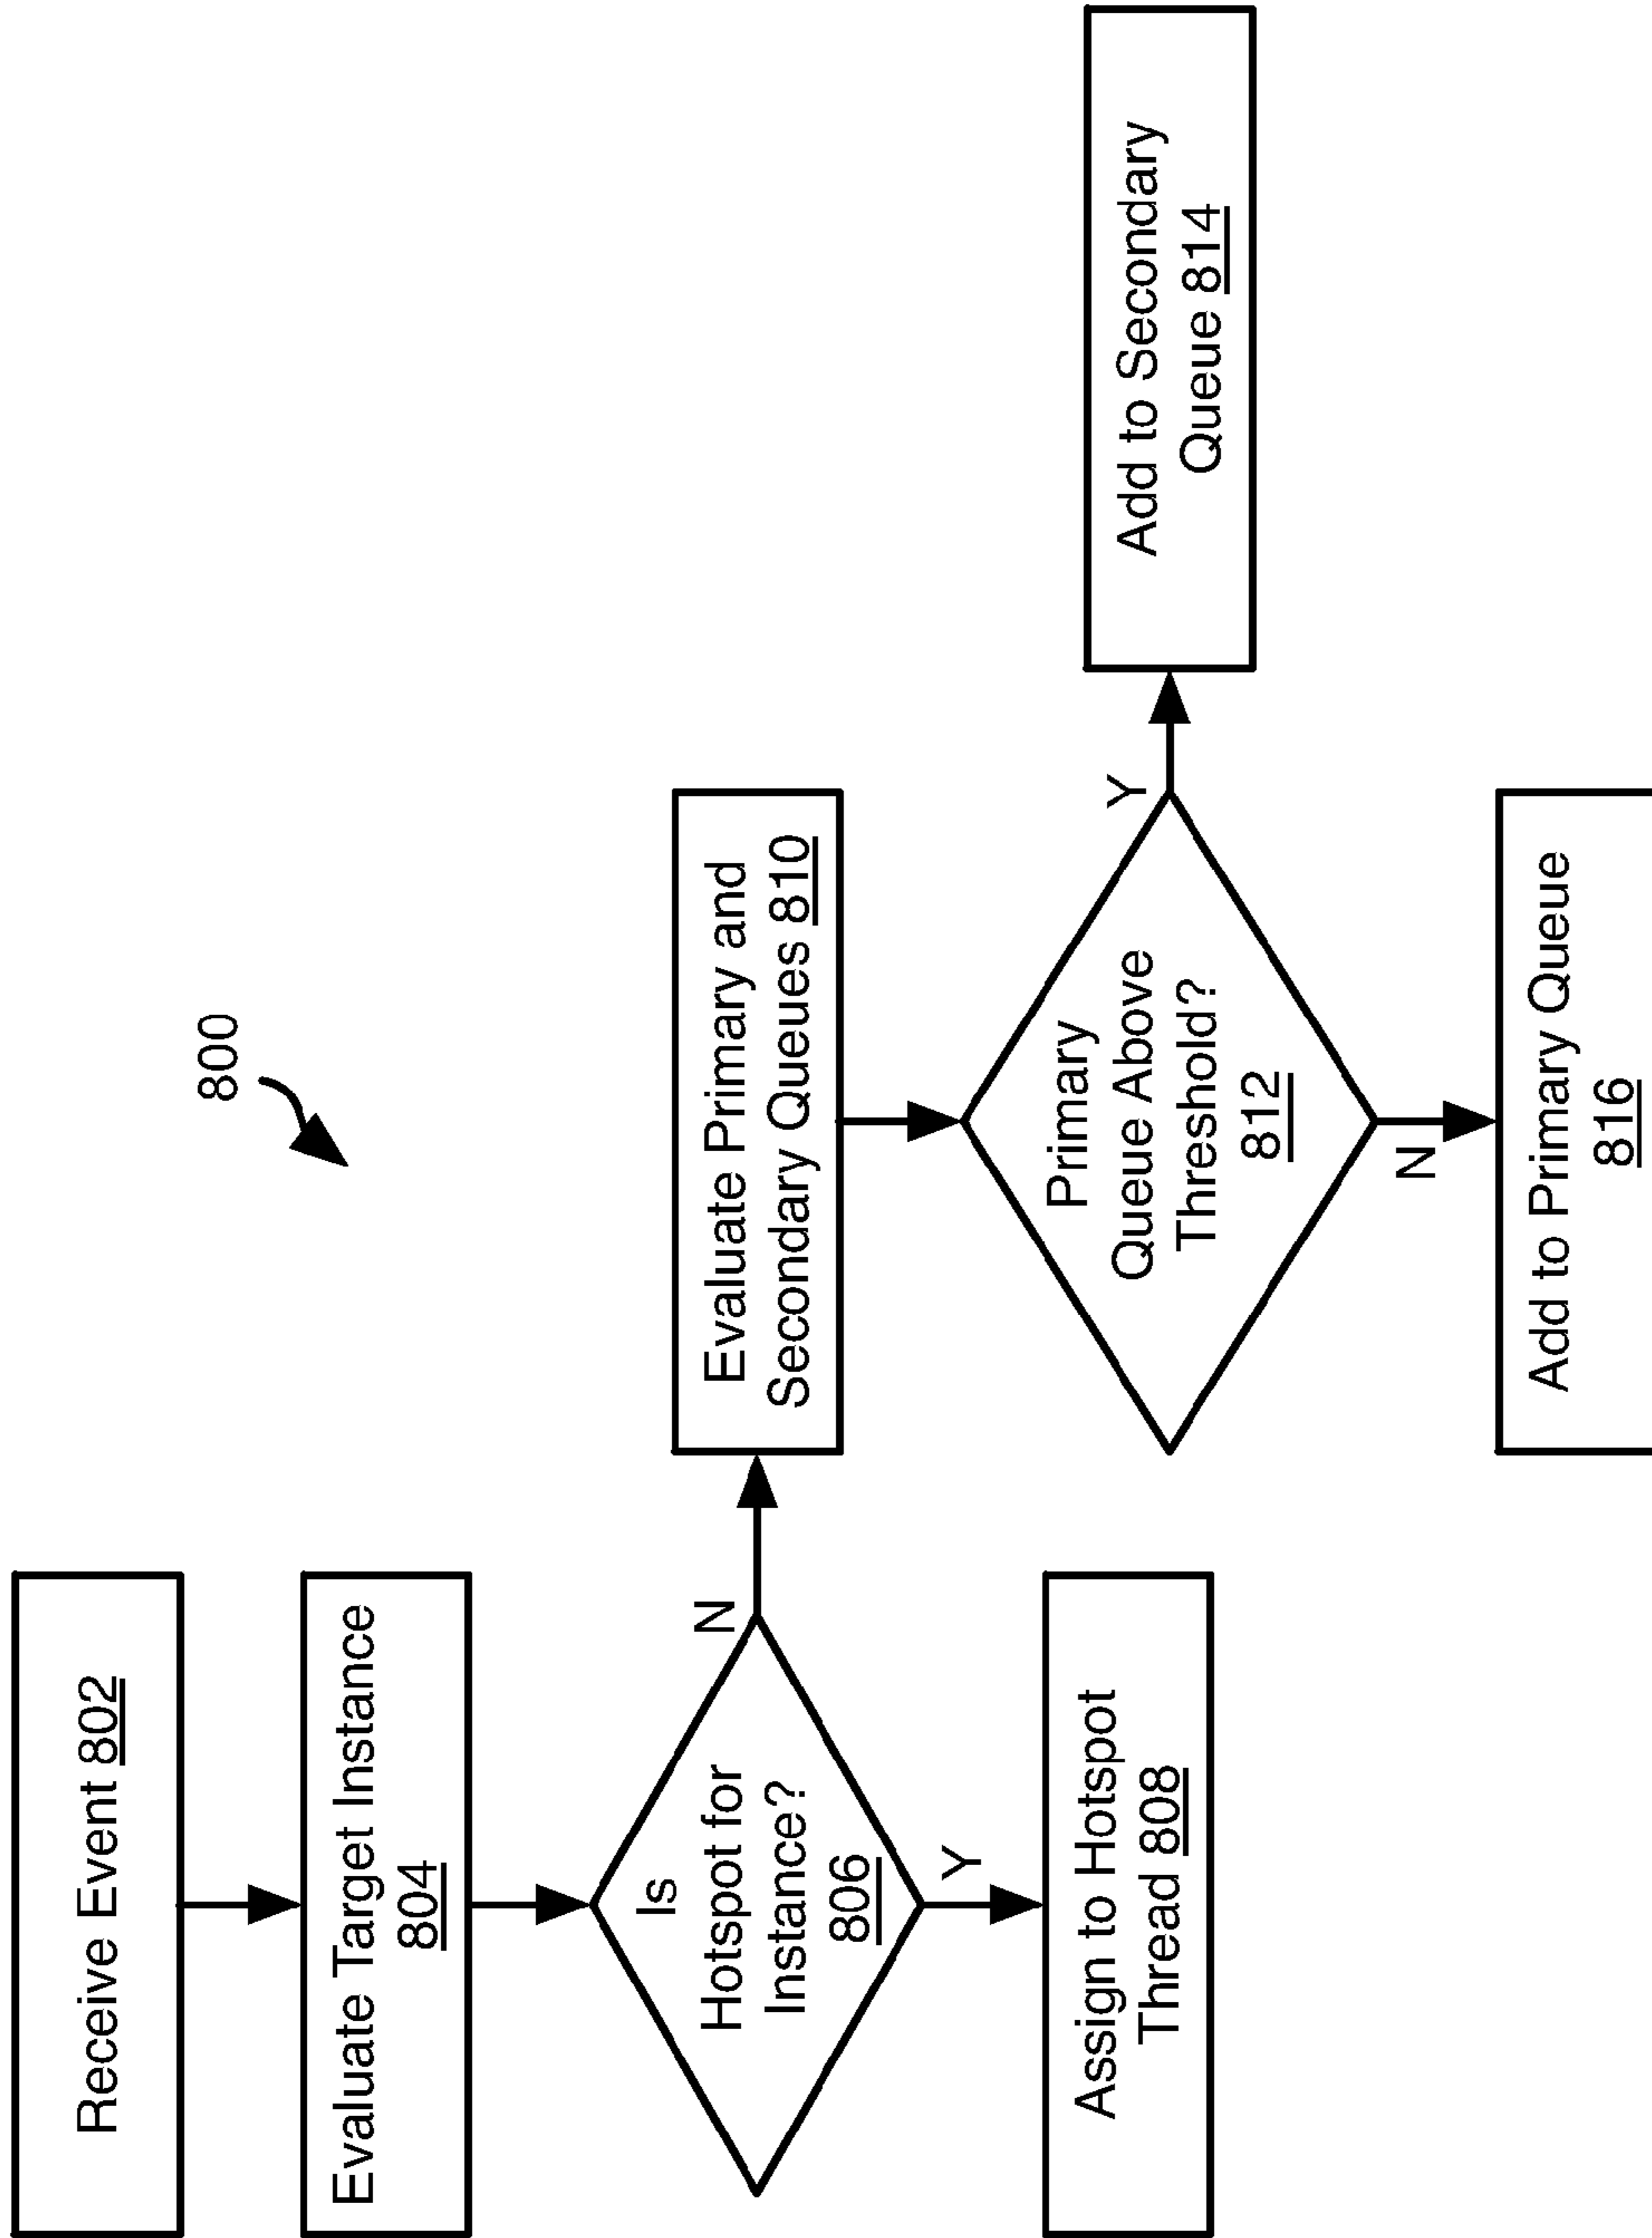 800
Receive Event 802
Evaluate Target Instance
804
Is
Hotspot for
Instance?
806
N
Y
Assign to Hotspot
Thread 808
Evaluate Primary and
Secondary Queues 810
Primary
Queue Above
Threshold?
812
Y
N
Add to Secondary
Queue 814
Add to Primary Queue
816